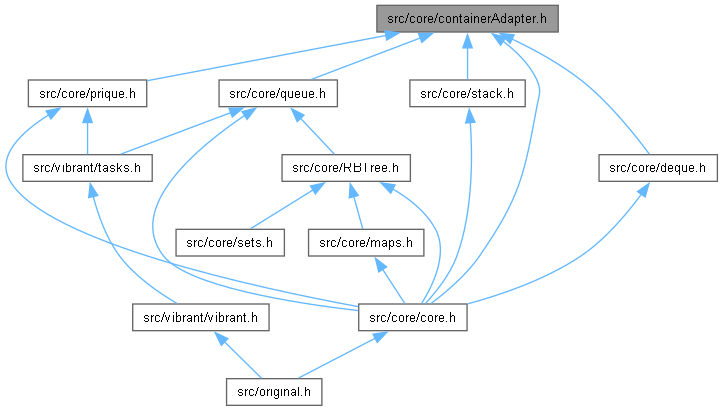 src/core/containerAdapter.h
src/core/prique.h
src/core/queue.h
src/core/stack.h
src/vibrant/tasks.h
src/core/RBTree.h
src/core/deque.h
src/core/sets.h
src/core/maps.h
src/vibrant/vibrant.h
src/core/core.h
src/original.h